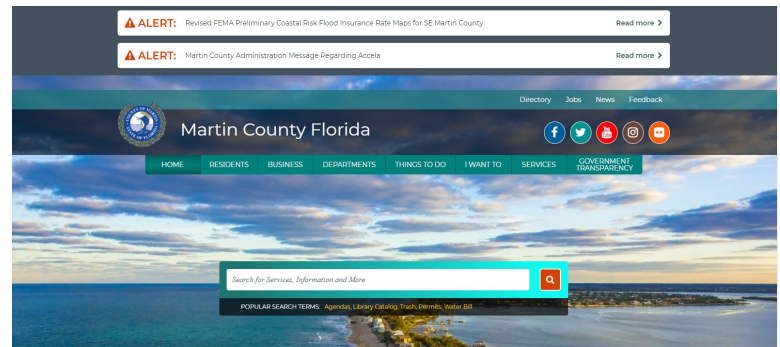 ALERT: Revised FEMA Preliminary Coastal Risk Flood Insurance Rate Maps for SE Martin County Read more
ALERT: Martin County Administration Message Regarding Accela Read more
Directory Jobs News Feedback
Martin County Florida
HOME RESIDENTS BUSINESS DEPARTMENTS THINGS TO DO I WANT TO SERVICES GOVERNMENT TRANSPARENCY
Search for Services, Information and More
POPULAR SEARCH TERMS: Agendas, Library Catalog, Trash, Permits, Water Bill